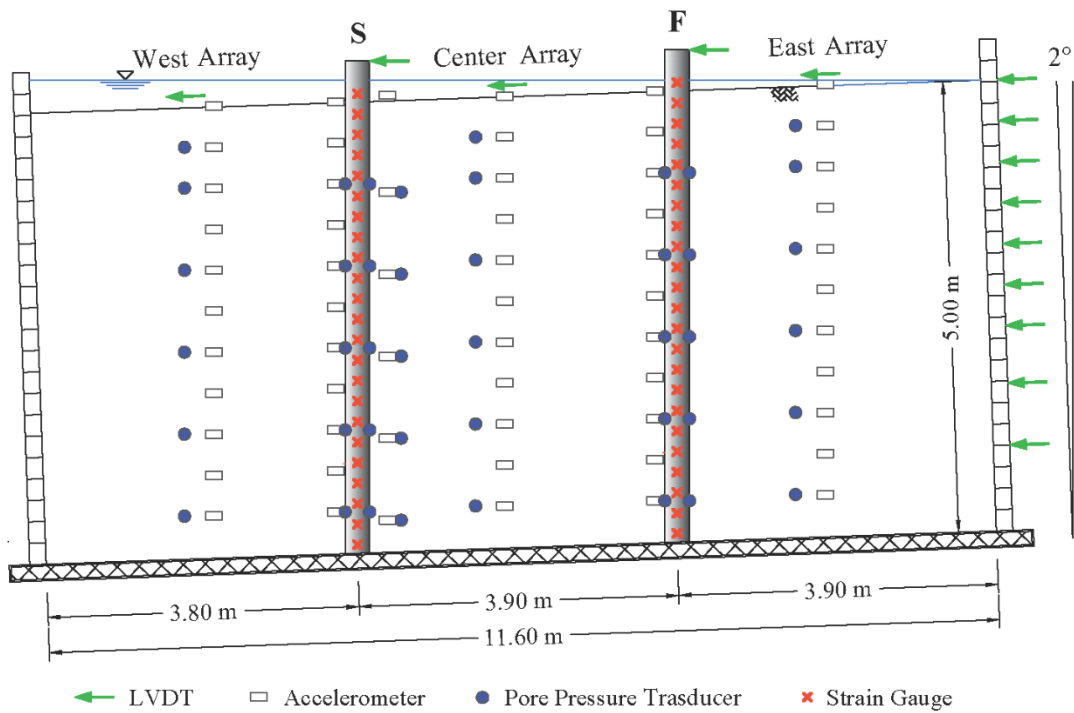 S
F
West Array
Center Array
East Array
2°
5.00 m
3.80 m
3.90 m
3.90 m
11.60 m
LVDT
Accelerometer
Pore Pressure Trasducer
Strain Gauge